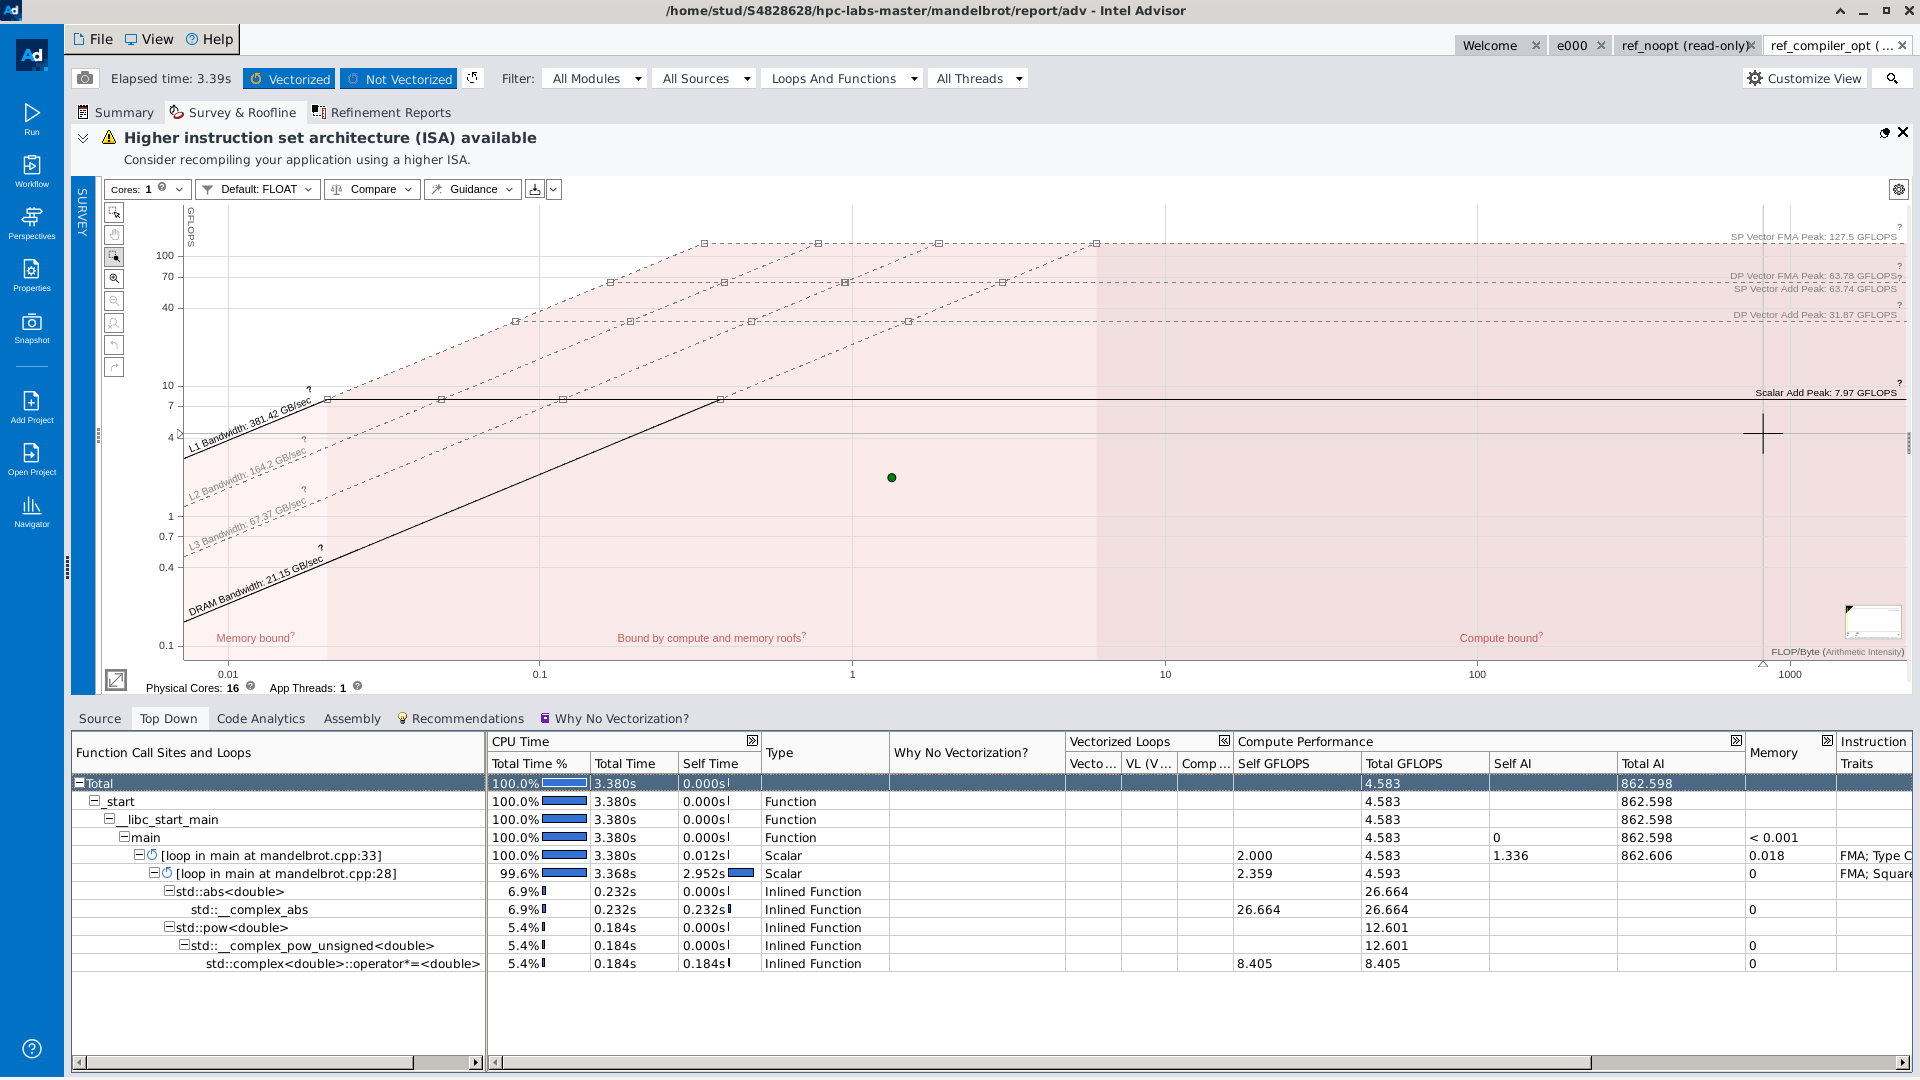 /home/stud/S4828628/hpc-labs-master/mandelbrot/report/adv - Intel Advisor
Ad
File View Help
Welcome e000 ref_noopt (read-only) ref_compiler_opt ( ...
Elapsed time: 3.39s Vectorized Not Vectorized Filter: All Modules All Sources Loops And Functions All Threads Customize View
Summary Survey & Roofline Refinement Reports
Run
Workflow
Perspectives
Properties
Snapshot
Add Project
Open Project
Navigator
Higher instruction set architecture (ISA) available
Consider recompiling your application using a higher ISA.
SURVEY
Cores: 1 Default: FLOAT Compare Guidance
GFLOPS
100
70
40
10
7
4
1
0.7
0.4
0.1
SP Vector FMA Peak: 127.5 GFLOPS
DP Vector FMA Peak: 63.78 GFLOPS
SP Vector Add Peak: 63.74 GFLOPS
DP Vector Add Peak: 31.87 GFLOPS
Scalar Add Peak: 7.97 GFLOPS
L1 Bandwidth: 381.42 GB/sec
L2 Bandwidth: 164.2 GB/sec
L3 Bandwidth: 67.37 GB/sec
DRAM Bandwidth: 21.15 GB/sec
Memory bound? Bound by compute and memory roofs? Compute bound?
FLOP/Byte (Arithmetic Intensity)
0.01 0.1 1 10 100 1000
Physical Cores: 16 App Threads: 1
Source Top Down Code Analytics Assembly Recommendations Why No Vectorization?
Function Call Sites and Loops CPU Time Type Why No Vectorization? Vectorized Loops Compute Performance Memory Instruction
Total Time % Total Time Self Time Vecto... VL (V... Comp... Self GFLOPS Total GFLOPS Self AI Total AI Traits
Total 100.0% 3.380s 0.000s 4.583 862.598
_start 100.0% 3.380s 0.000s Function 4.583 862.598
__libc_start_main 100.0% 3.380s 0.000s Function 4.583 862.598
main 100.0% 3.380s 0.000s Function 4.583 0 862.598 < 0.001
[loop in main at mandelbrot.cpp:33] 100.0% 3.380s 0.012s Scalar 2.000 4.583 1.336 862.606 0.018 FMA; Type C
[loop in main at mandelbrot.cpp:28] 99.6% 3.368s 2.952s Scalar 2.359 4.593 0 FMA; Square
std::abs<double> 6.9% 0.232s 0.000s Inlined Function 26.664
std::__complex_abs 6.9% 0.232s 0.232s Inlined Function 26.664 26.664 0
std::pow<double> 5.4% 0.184s 0.000s Inlined Function 12.601
std::__complex_pow_unsigned<double> 5.4% 0.184s 0.000s Inlined Function 12.601 0
std::complex<double>::operator*=<double> 5.4% 0.184s 0.184s Inlined Function 8.405 8.405 0